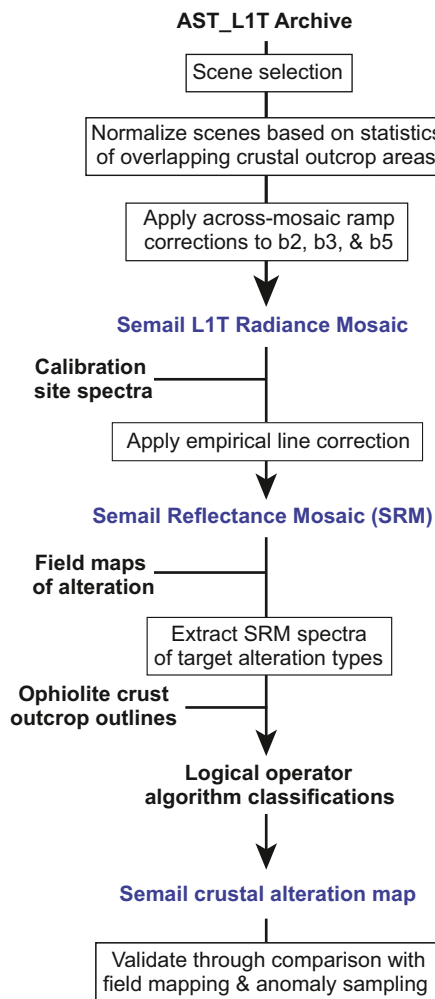 AST_L1T Archive
Scene selection
Normalize scenes based on statistics
of overlapping crustal outcrop areas
Apply across-mosaic ramp
corrections to b2, b3, & b5
Semail L1T Radiance Mosaic
Calibration
site spectra
Apply empirical line correction
Semail Reflectance Mosaic (SRM)
Field maps
of alteration
Extract SRM spectra
of target alteration types
Ophiolite crust
outcrop outlines
Logical operator
algorithm classifications
Semail crustal alteration map
Validate through comparison with
field mapping & anomaly sampling